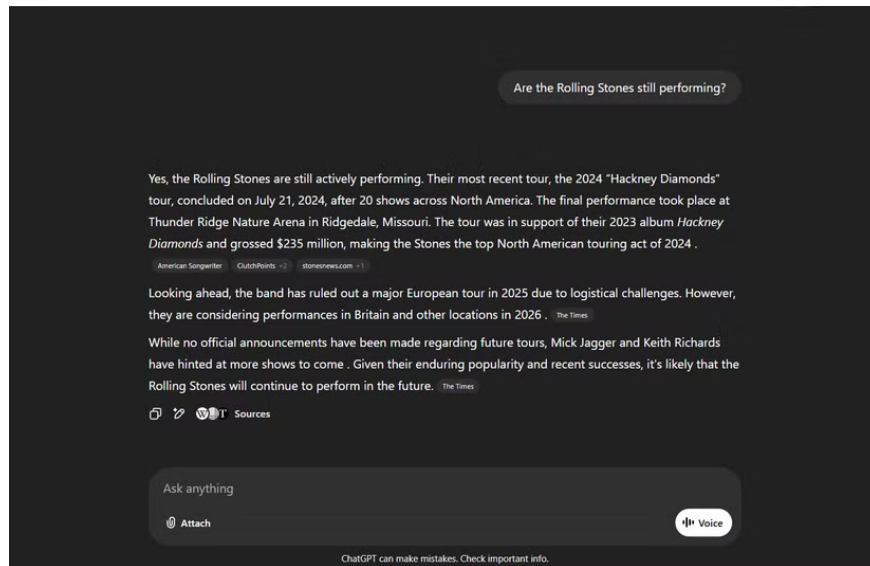 Are the Rolling Stones still performing?
Yes, the Rolling Stones are still actively performing. Their most recent tour, the 2024 “Hackney Diamonds”
tour, concluded on July 21, 2024, after 20 shows across North America. The final performance took place at
Thunder Ridge Nature Arena in Ridgedale, Missouri. The tour was in support of their 2023 album Hackney
Diamonds and grossed $235 million, making the Stones the top North American touring act of 2024 .
American Songwriter ClutchPoints +2 stonesnews.com +1
Looking ahead, the band has ruled out a major European tour in 2025 due to logistical challenges. However,
they are considering performances in Britain and other locations in 2026 . The Times
While no official announcements have been made regarding future tours, Mick Jagger and Keith Richards
have hinted at more shows to come . Given their enduring popularity and recent successes, it's likely that the
Rolling Stones will continue to perform in the future. The Times
W T Sources
Ask anything
Attach
Voice
ChatGPT can make mistakes. Check important info.